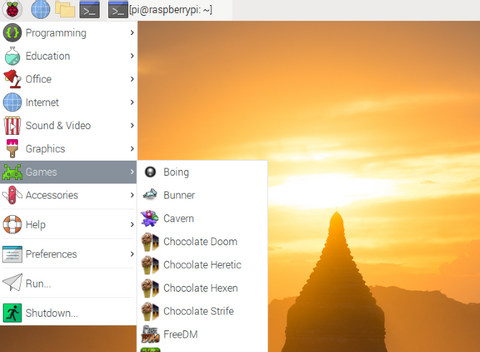 [pi@raspberrypi: ~]
Programming
Education
Office
Internet
Sound & Video
Graphics
Games
Accessories
Help
Preferences
Run...
Shutdown...
Boing
Bunner
Cavern
Chocolate Doom
Chocolate Heretic
Chocolate Hexen
Chocolate Strife
FreeDM